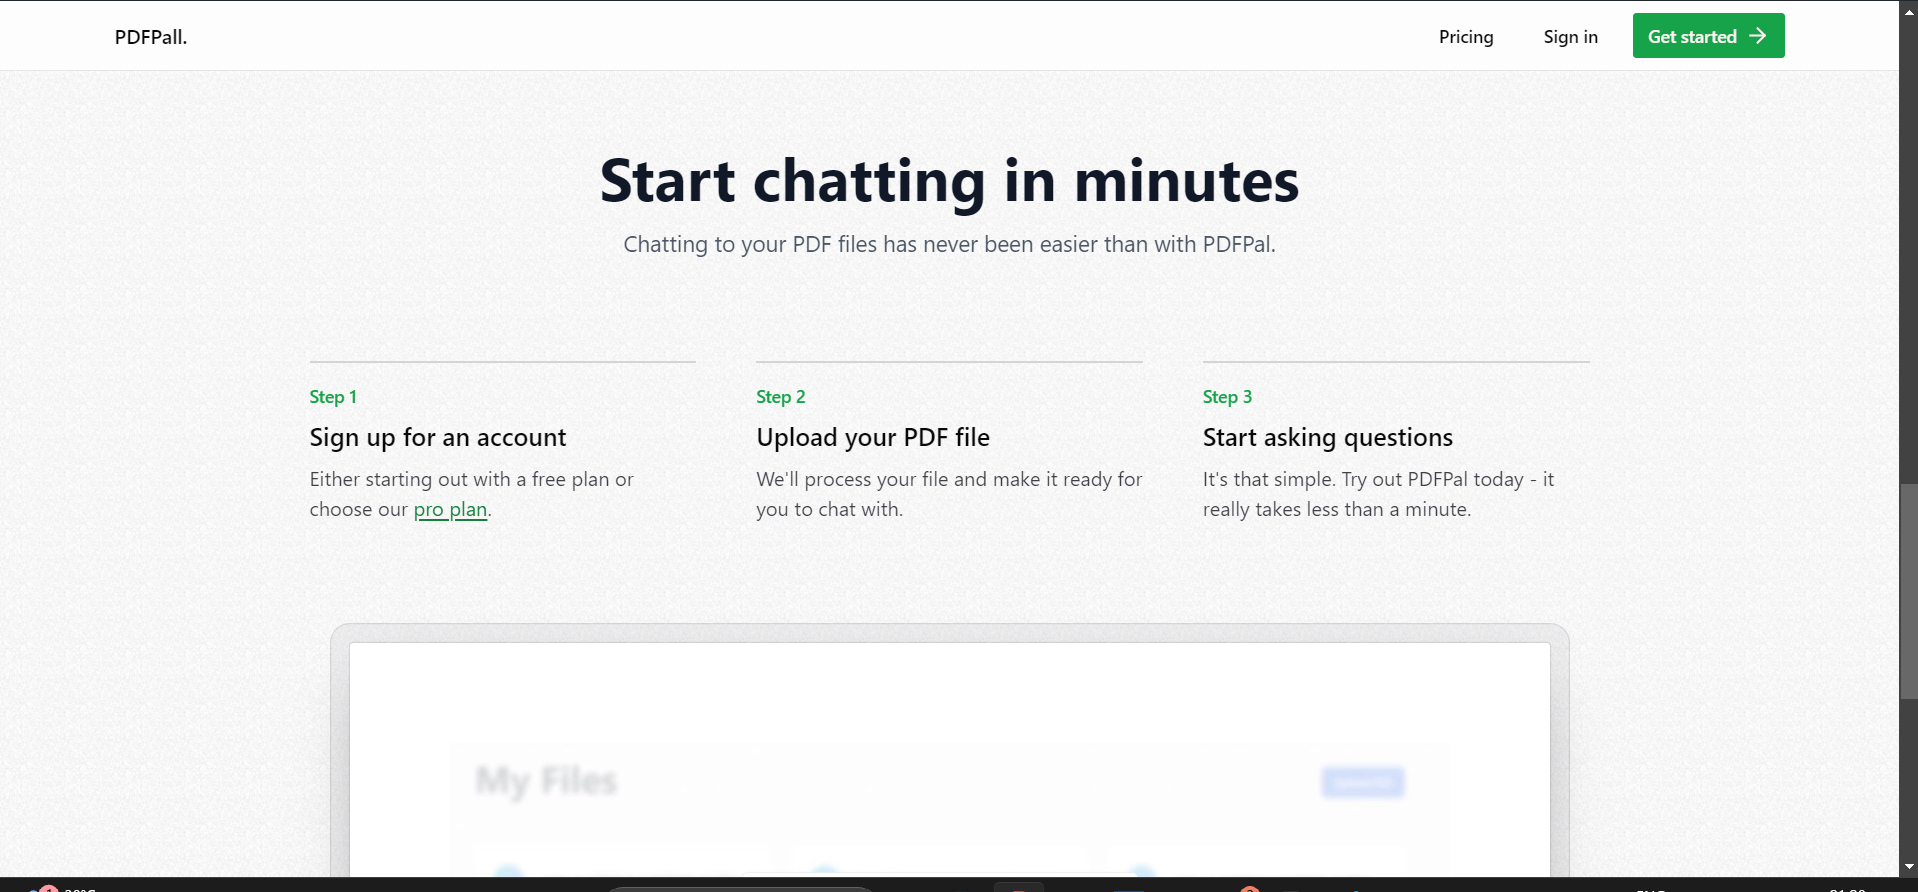 PDFPall.
Pricing
Sign in
Get started
Start chatting in minutes
Chatting to your PDF files has never been easier than with PDFPal.
Step 1
Sign up for an account
Either starting out with a free plan or
choose our pro plan.
Step 2
Upload your PDF file
We'll process your file and make it ready for
you to chat with.
Step 3
Start asking questions
It's that simple. Try out PDFPal today - it
really takes less than a minute.
My Files